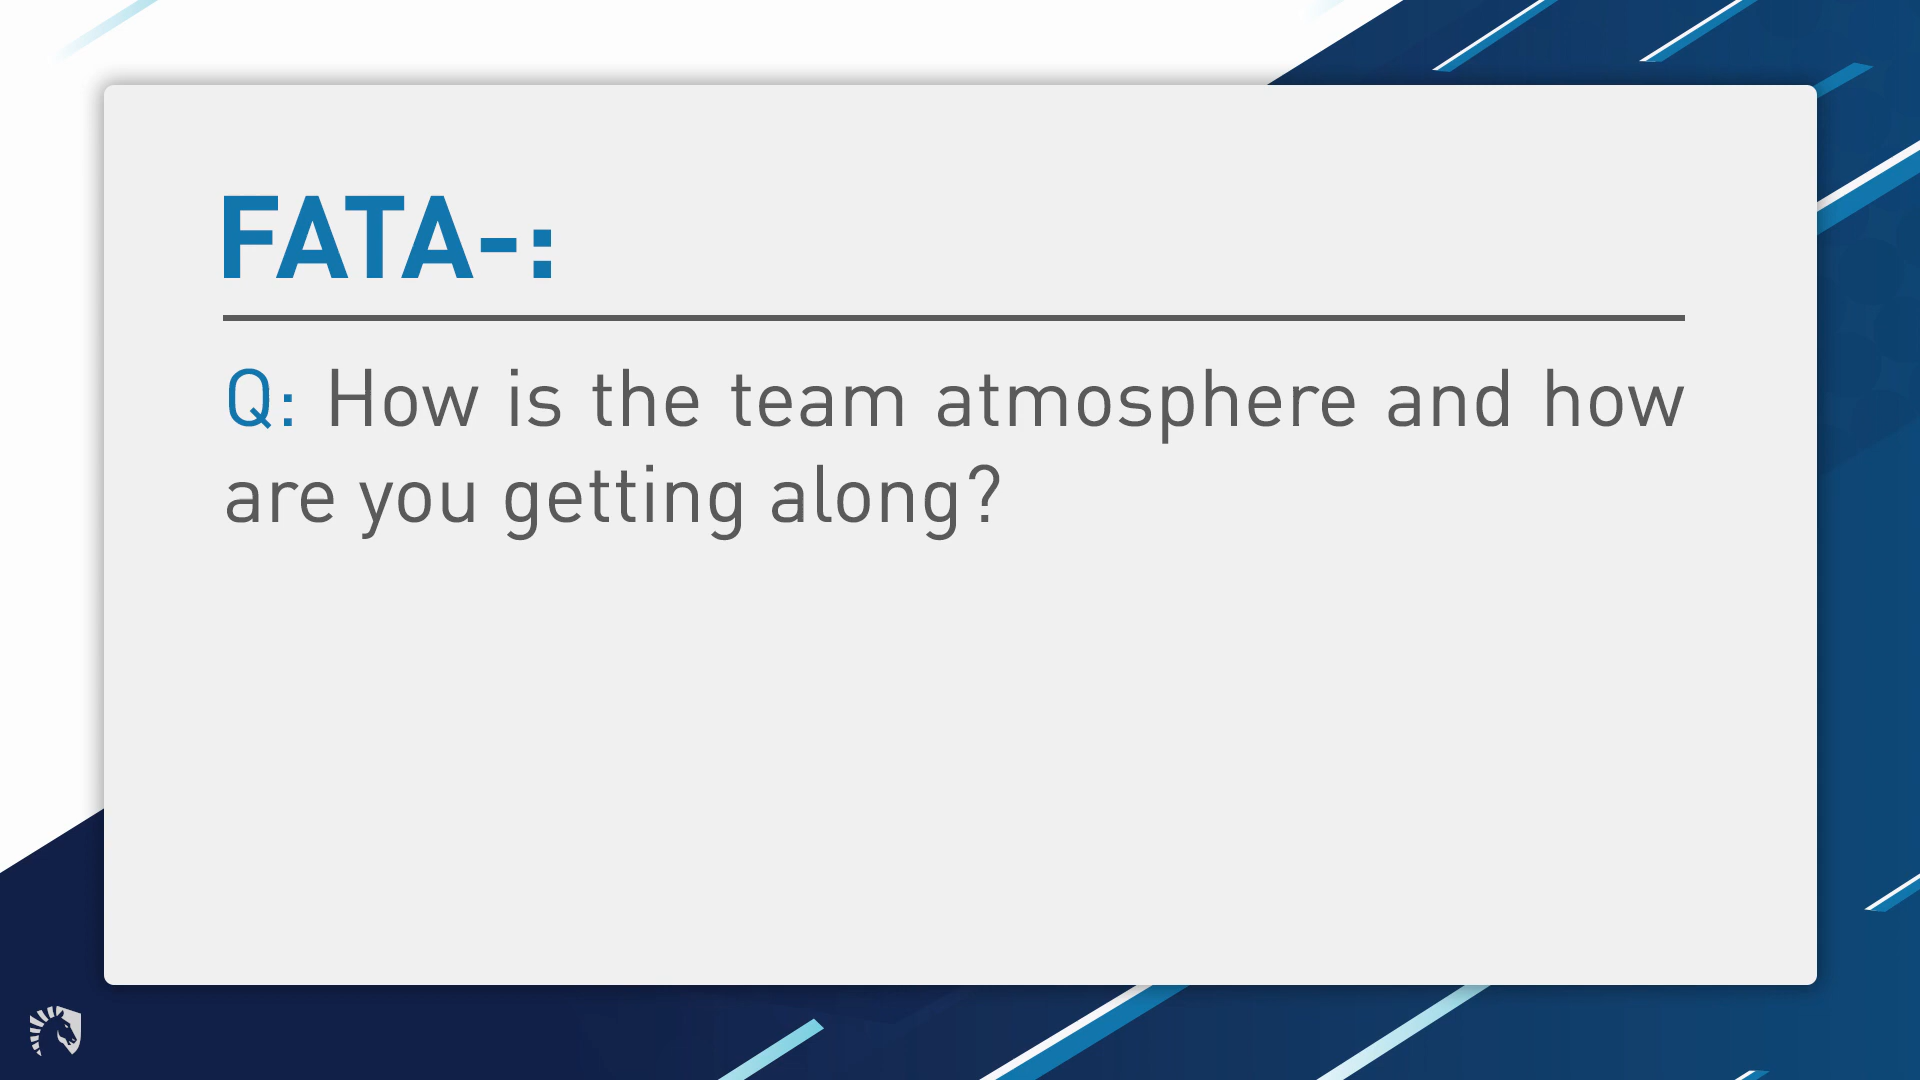 FATA-:
Q: How is the team atmosphere and how
are you getting along?